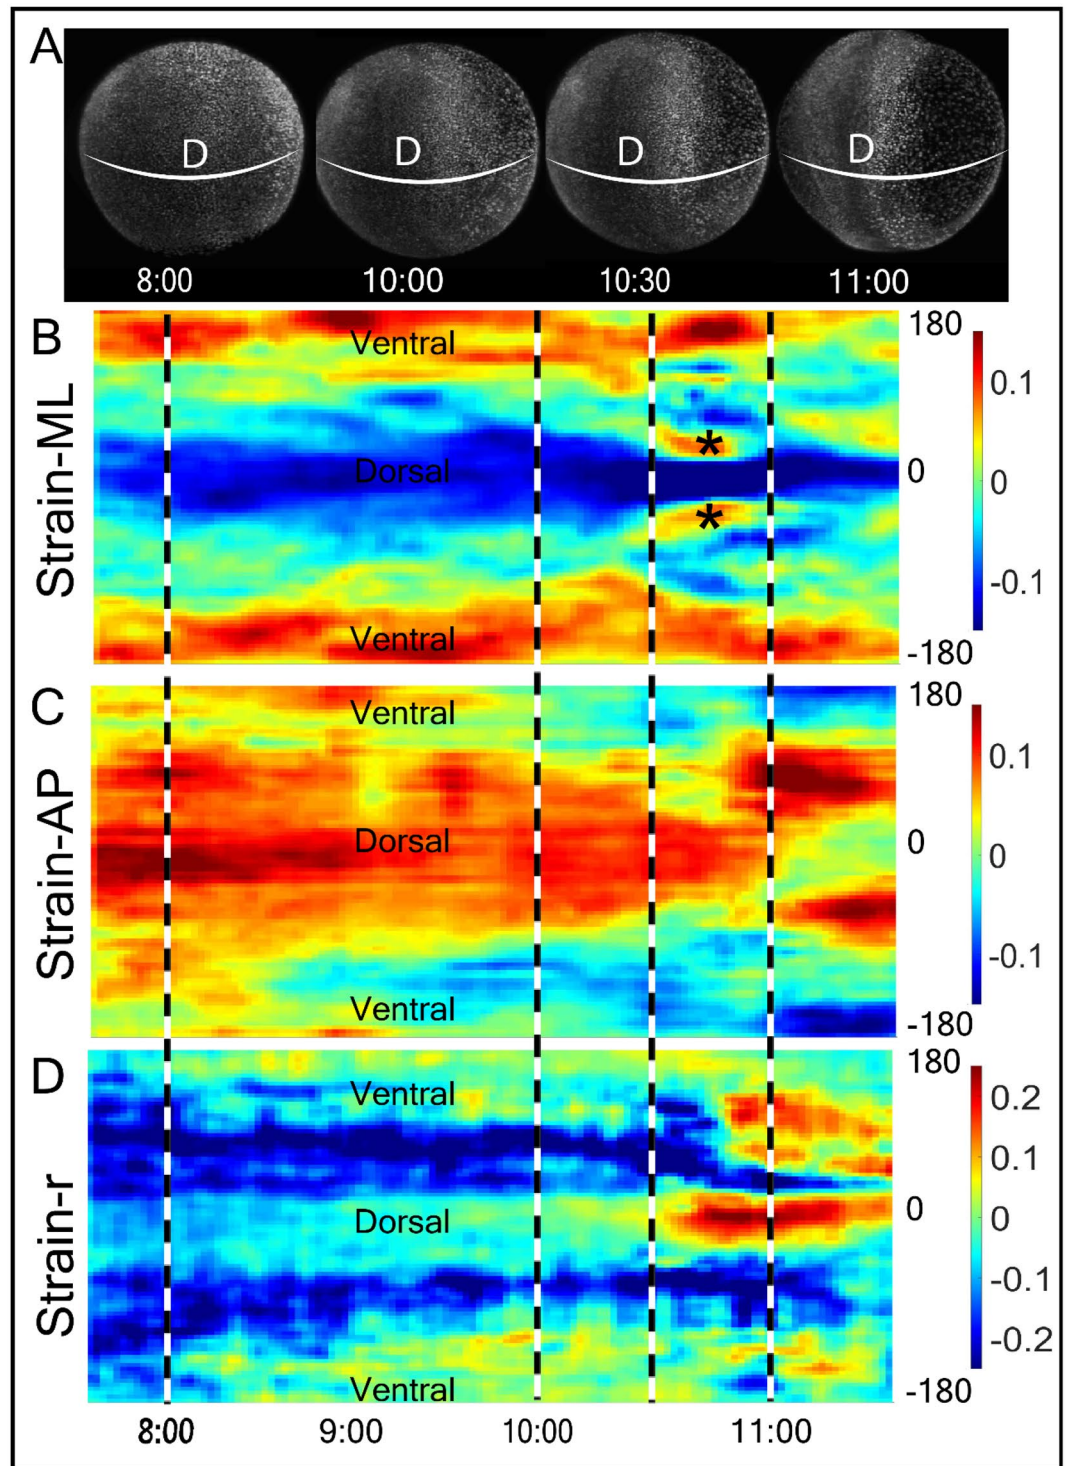 A
D D D D
8:00 10:00 10:30 11:00
B
Strain-ML
Ventral
Dorsal
Ventral
*
*
180
0
-180
0.1
0
-0.1
C
Strain-AP
Ventral
Dorsal
Ventral
180
0
-180
0.1
0
-0.1
D
Strain-r
Ventral
Dorsal
Ventral
180
0
-180
0.2
0.1
0
-0.1
-0.2
8:00 9:00 10:00 11:00